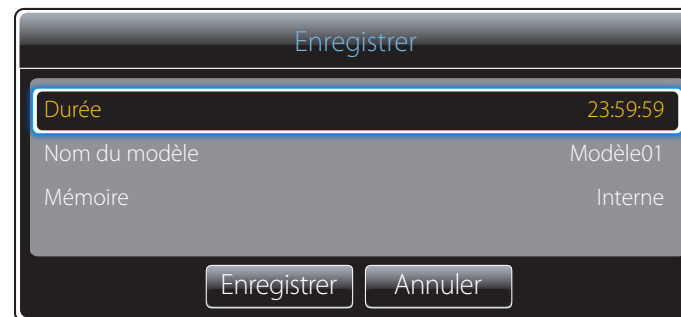 Enregistrer
Durée 23:59:59
Nom du modèle Modèle01
Mémoire Interne
Enregistrer Annuler